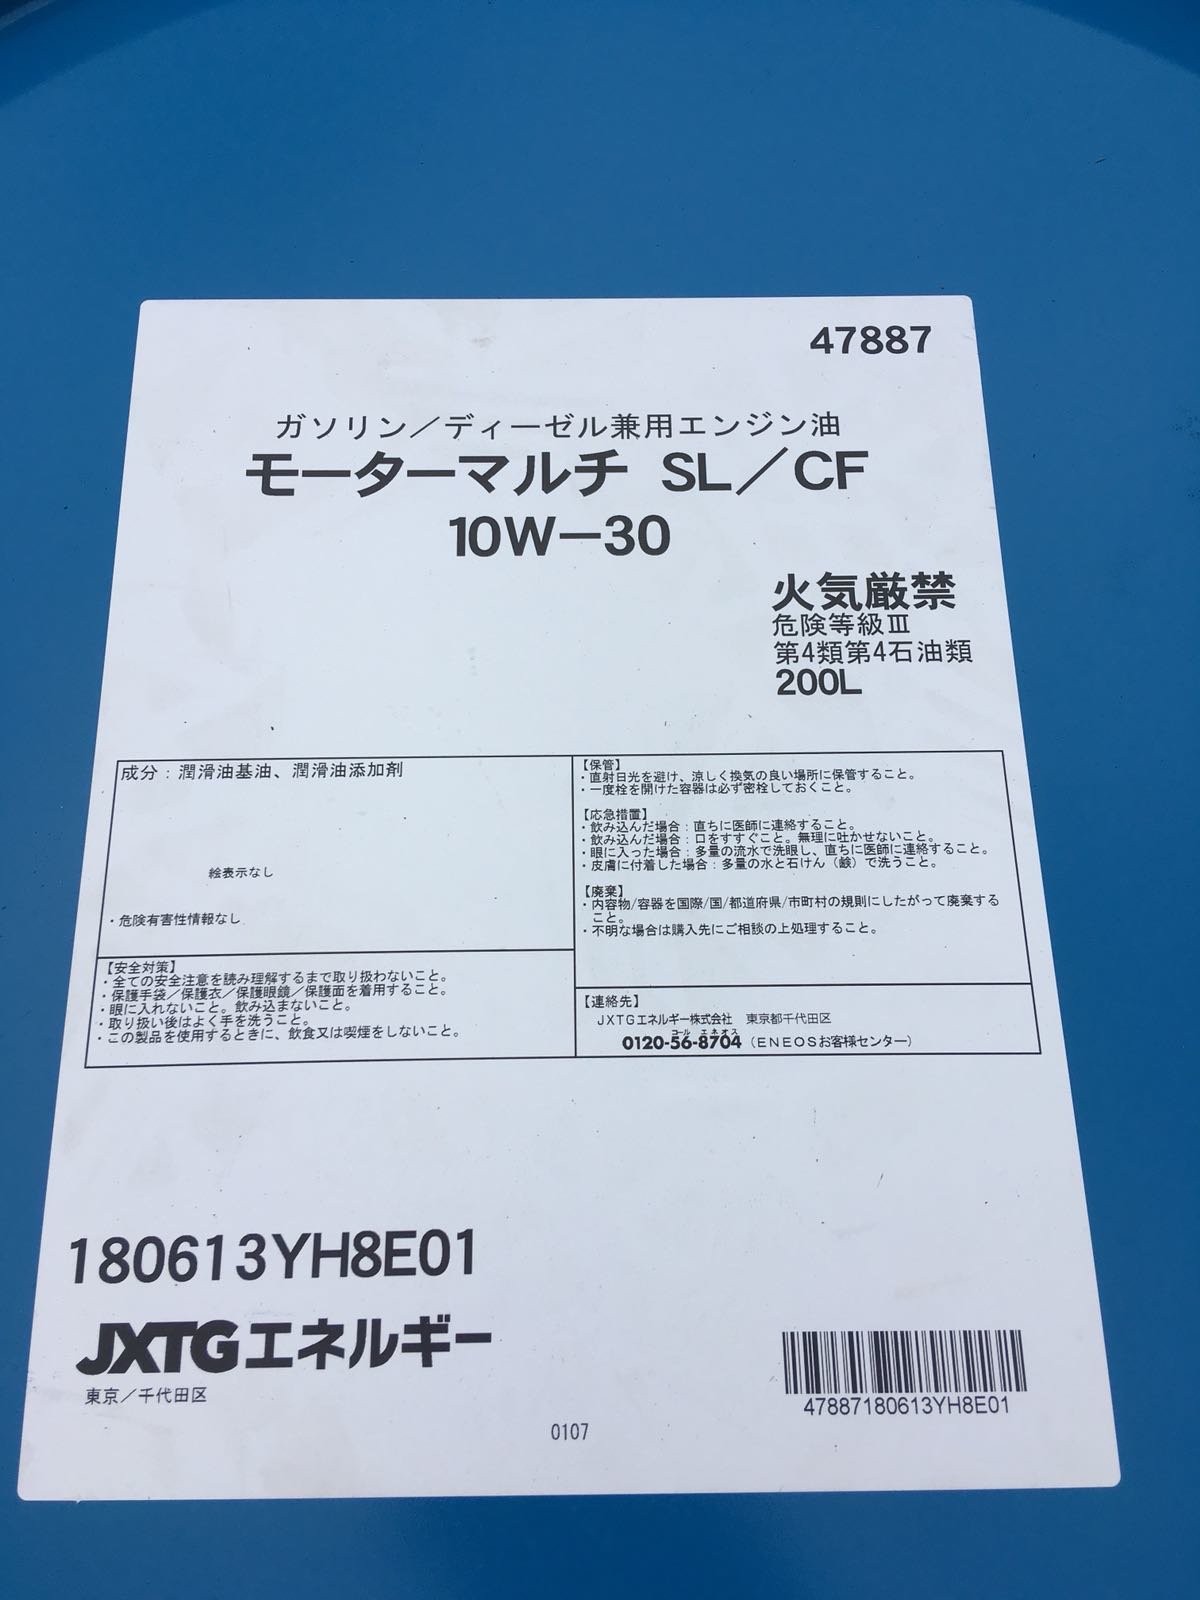 47887
ガソリン／ディーゼル兼用エンジン油
モーターマルチ SL／CF
10W－30
火気厳禁
危険等級Ⅲ
第4類第4石油類
200L
成分：潤滑油基油、潤滑油添加剤
絵表示なし
・危険有害性情報なし
【安全対策】
・全ての安全注意を読み理解するまで取り扱わないこと。
・保護手袋／保護衣／保護眼鏡／保護面を着用すること。
・眼に入れないこと。飲み込まないこと。
・取り扱い後はよく手を洗うこと。
・この製品を使用するときに、飲食又は喫煙をしないこと。
【保管】
・直射日光を避け、涼しく換気の良い場所に保管すること。
・一度栓を開けた容器は必ず密栓しておくこと。
【応急措置】
・飲み込んだ場合：直ちに医師に連絡すること。
・飲み込んだ場合：口をすすぐこと。無理に吐かせないこと。
・眼に入った場合：多量の流水で洗眼し、直ちに医師に連絡すること。
・皮膚に付着した場合：多量の水と石けん（鹸）で洗うこと。
【廃棄】
・内容物/容器を国際/国/都道府県/市町村の規則にしたがって廃棄する
こと。
・不明な場合は購入先にご相談の上処理すること。
【連絡先】
JXTGエネルギー株式会社 東京都千代田区
コール エネオス
0120-56-8704（ENEOSお客様センター）
180613YH8E01
JXTGエネルギー
東京／千代田区
47887180613YH8E01
0107